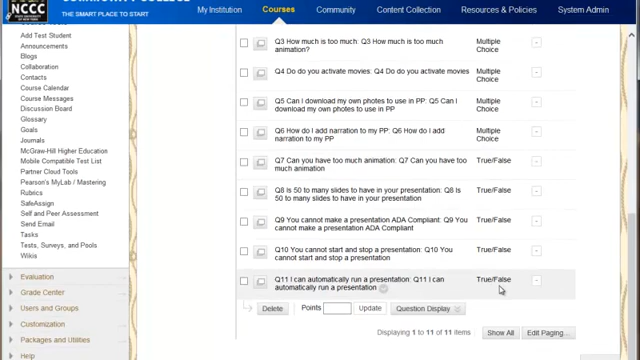 NCCC
THE SMART PLACE TO START
My Institution
Courses
Community
Content Collection
Resources & Policies
System Admin
Add Test Student
Announcements
Blogs
Collaboration
Contacts
Course Calendar
Course Messages
Discussion Board
Glossary
Goals
Journals
McGraw-Hill Higher Education
Mobile Compatible Test List
Partner Cloud Tools
Pearson's MyLab / Mastering
Rubrics
SafeAssign
Self and Peer Assessment
Send Email
Tasks
Tests, Surveys, and Pools
Wikis
Evaluation
Grade Center
Users and Groups
Customization
Packages and Utilities
Help
Q3 How much is too much: Q3 How much is too much
animation?
Multiple
Choice
Q4 Do do you activate movies: Q4 Do do you activate movies
Multiple
Choice
Q5 Can I download my own photos to use in PP: Q5 Can I
download my own photos to use in PP
Multiple
Choice
Q6 How do I add narration to my PP: Q6 How do I add
narration to my PP
Multiple
Choice
Q7 Can you have too much animation: Q7 Can you have too
much animation
True/False
Q8 Is 50 to many slides to have in your presentation: Q8 Is
50 to many slides to have in your presentation
True/False
Q9 You cannot make a presentation ADA Compliant: Q9 You
cannot make a presentation ADA Compliant
True/False
Q10 You cannot start and stop a presentation: Q10 You
cannot start and stop a presentation
True/False
Q11 I can automatically run a presentation: Q11 I can
automatically run a presentation
True/False
Delete
Points
Update
Question Display
Displaying 1 to 11 of 11 items
Show All
Edit Paging...